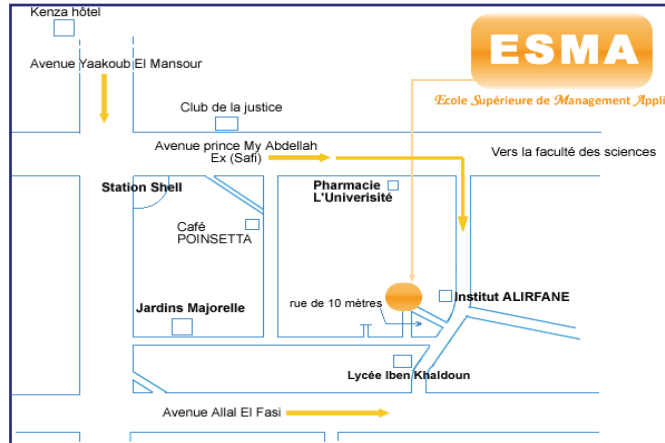 Kenza hôtel
ESMA
Avenue Yaakoub El Mansour
Ecole Supérieure de Management Appli
Club de la justice
Avenue prince My Abdellah
Ex (Safi)
Vers la faculté des sciences
Station Shell
Pharmacie
L'Univerisité
Café
POINSETTA
rue de 10 mètres
Institut ALIRFANE
Jardins Majorelle
Lycée Iben Khaldoun
Avenue Allal El Fasi